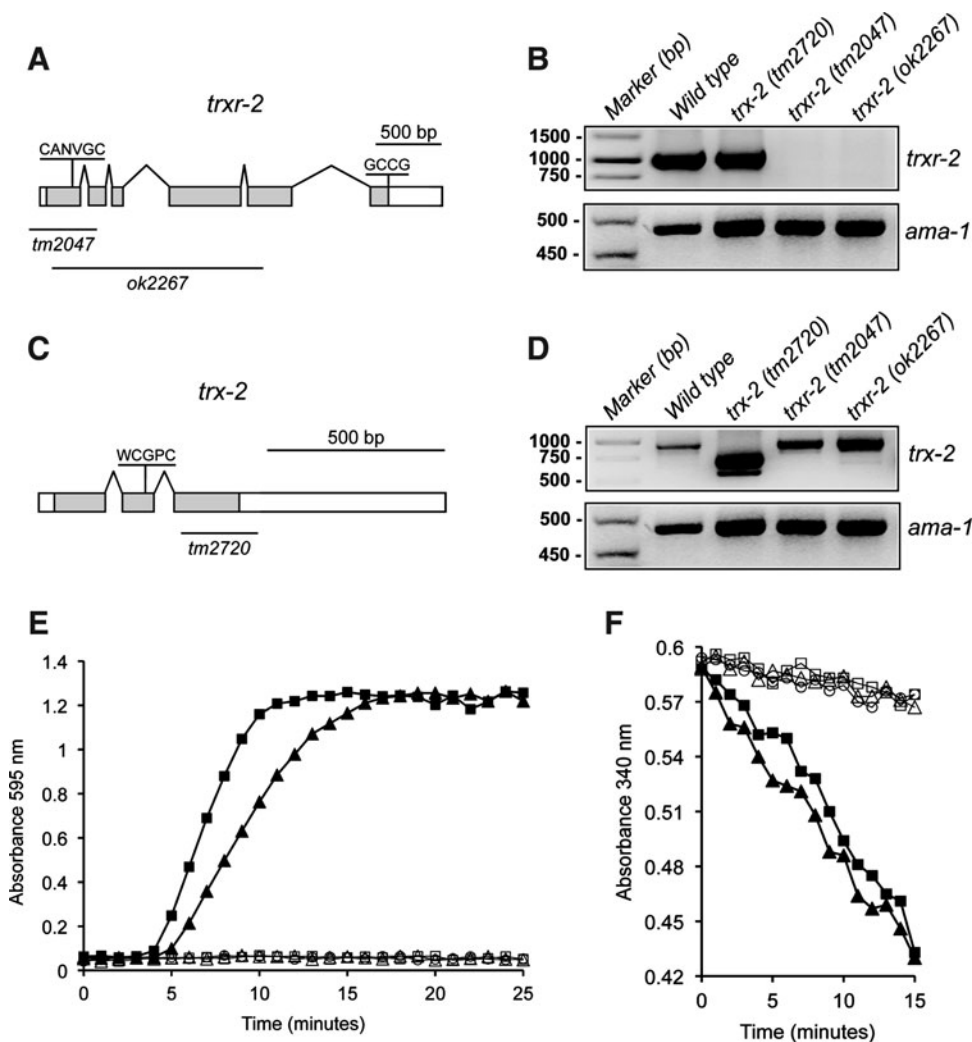 A
trxr-2
500 bp
CANVGC
GCCG
tm2047
ok2267
B
Marker (bp)
Wild type
trx-2 (tm2720)
trxr-2 (tm2047)
trxr-2 (ok2267)
1500 -
1000 -
750 -
trxr-2
500 -
450 -
ama-1
C
trx-2
WCGPC
500 bp
tm2720
D
Marker (bp)
Wild type
trx-2 (tm2720)
trxr-2 (tm2047)
trxr-2 (ok2267)
1000 -
750 -
500 -
trx-2
500 -
450 -
ama-1
E
1.4
1.2
1
0.8
0.6
0.4
0.2
0
Absorbance 595 nm
0 5 10 15 20 25
Time (minutes)
F
0.6
0.57
0.54
0.51
0.48
0.45
0.42
Absorbance 340 nm
0 5 10 15
Time (minutes)